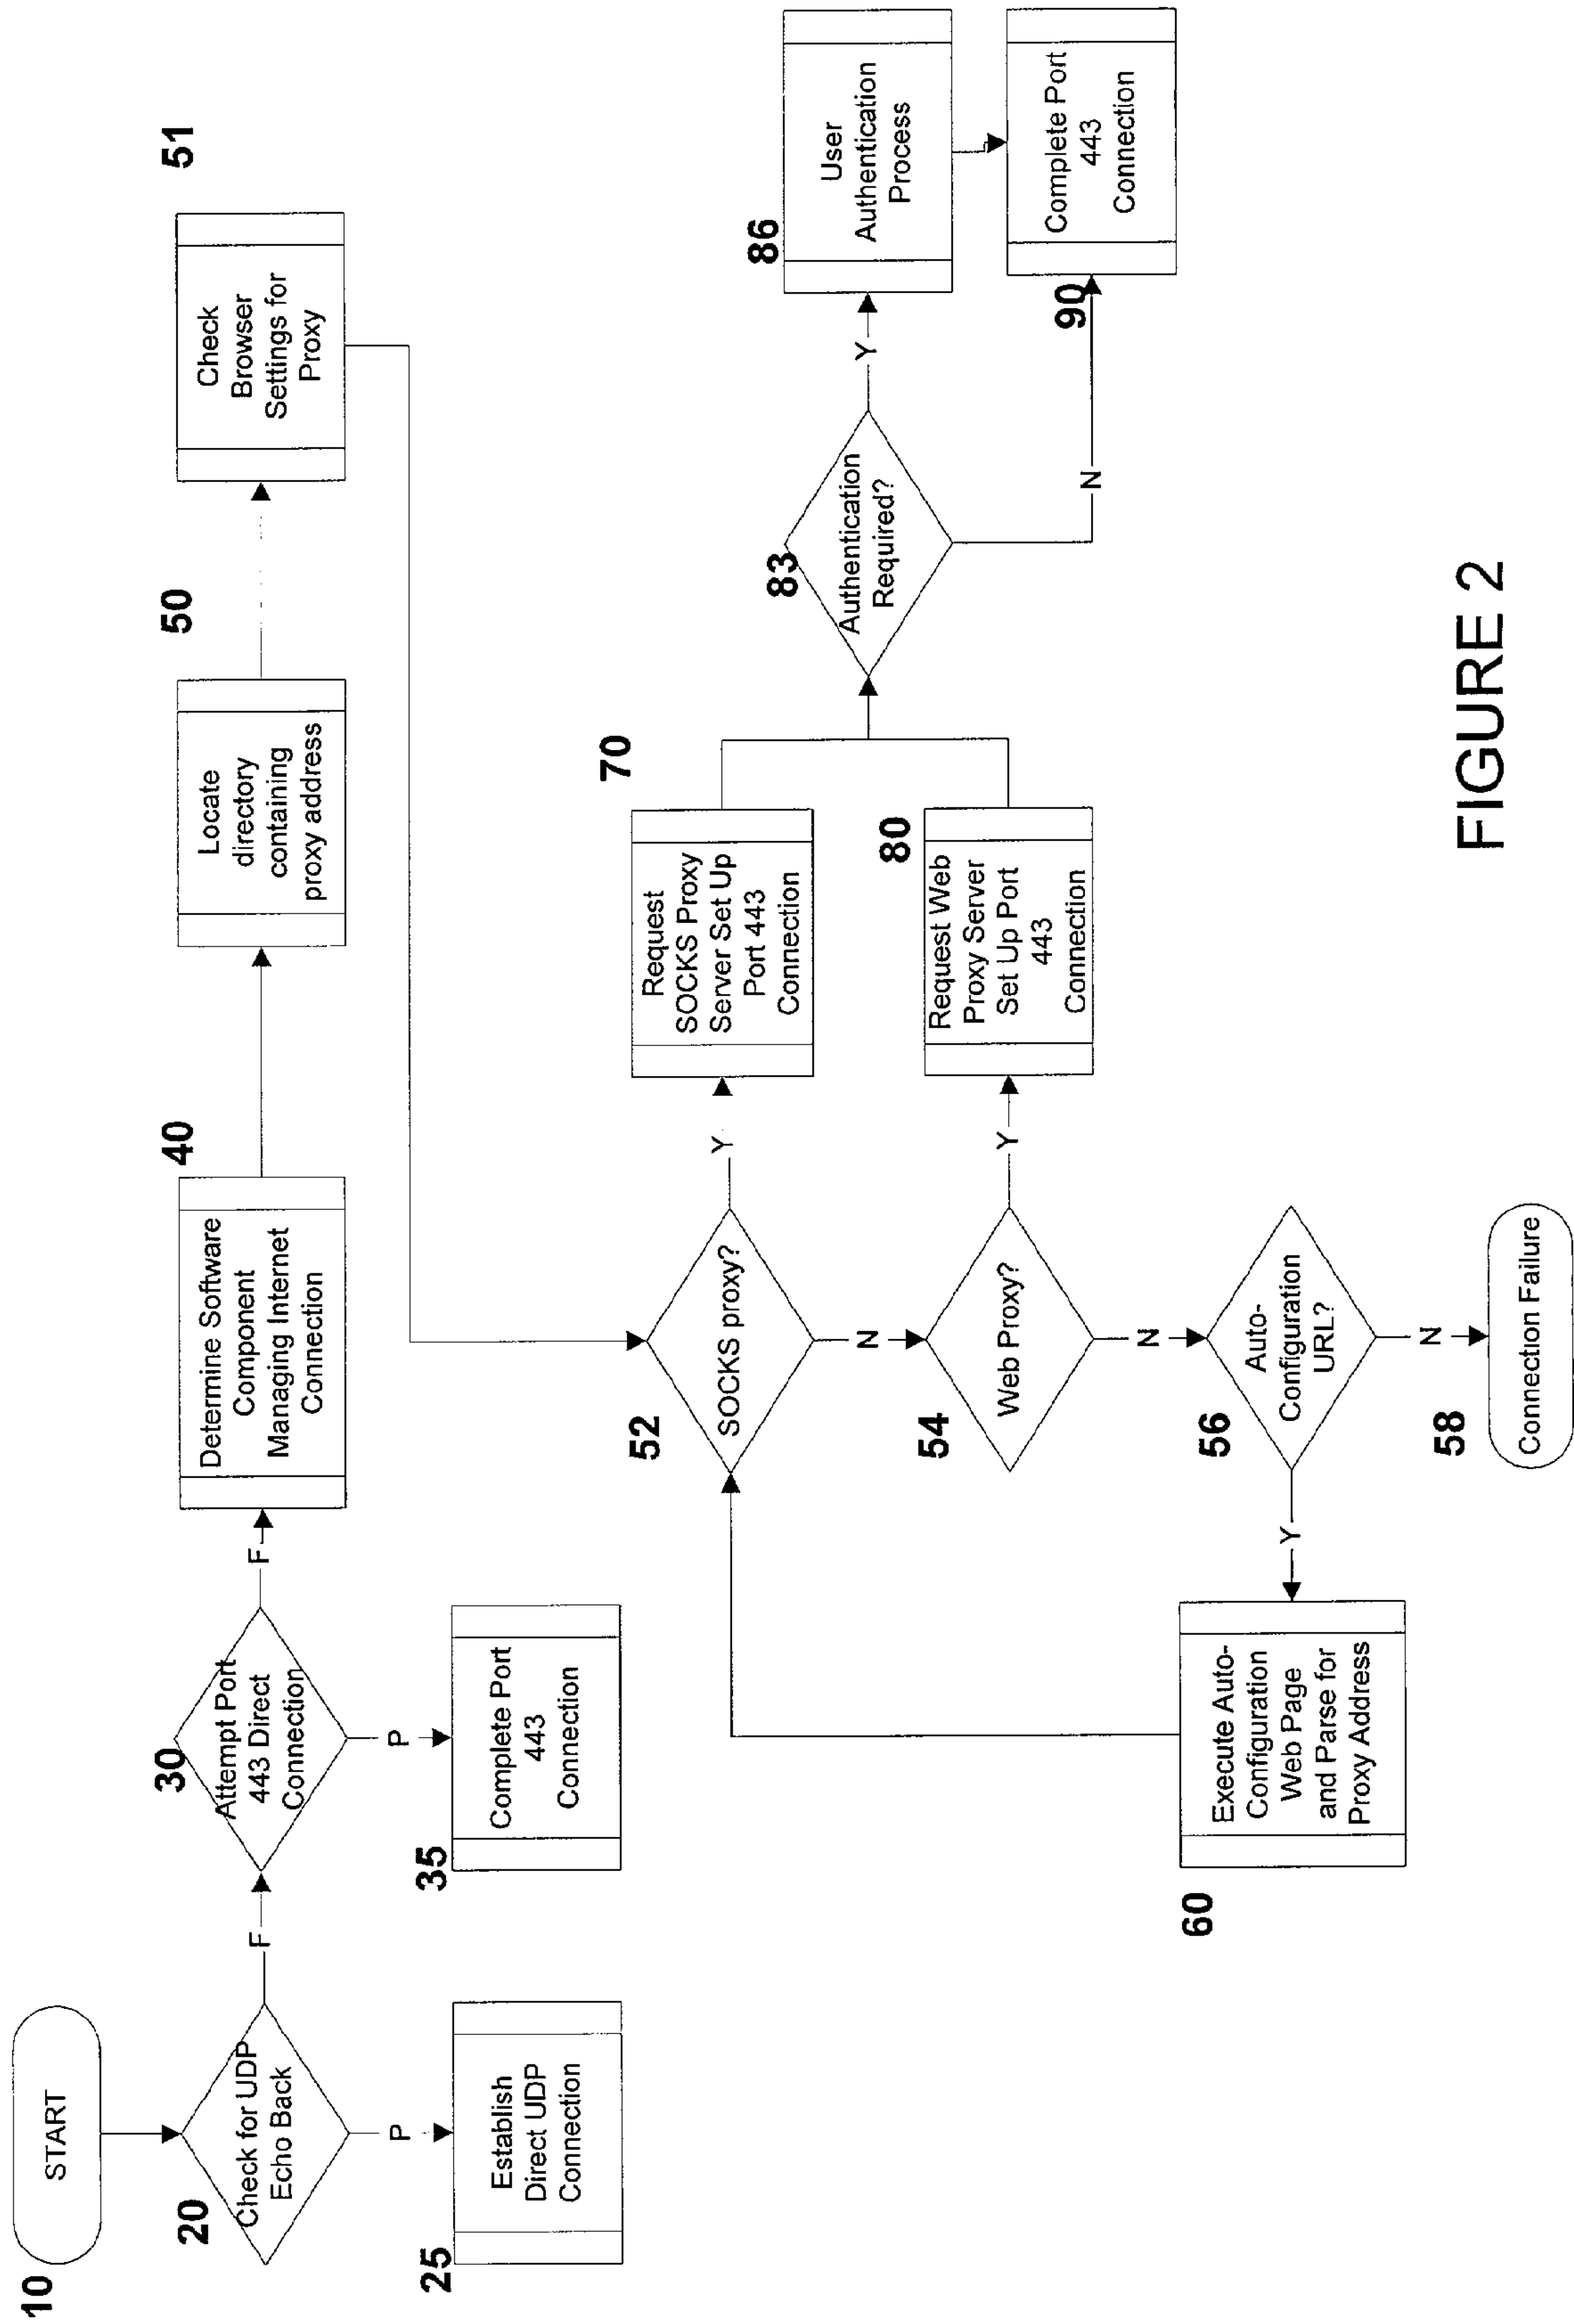 10
START
20
Check for UDP
Echo Back
F
P
25
Establish
Direct UDP
Connection
30
Attempt Port
443 Direct
Connection
F
P
35
Complete Port
443
Connection
40
Determine Software
Component
Managing Internet
Connection
50
Locate
directory
containing
proxy address
51
Check
Browser
Settings for
Proxy
52
SOCKS proxy?
Y
N
70
Request
SOCKS Proxy
Server Set Up
Port 443
Connection
54
Web Proxy?
Y
N
80
Request Web
Proxy Server
Set Up Port
443
Connection
56
Auto-
Configuration
URL?
Y
N
58
Connection Failure
60
Execute Auto-
Configuration
Web Page
and Parse for
Proxy Address
83
Authentication
Required?
Y
N
86
User
Authentication
Process
90
Complete Port
443
Connection
FIGURE 2